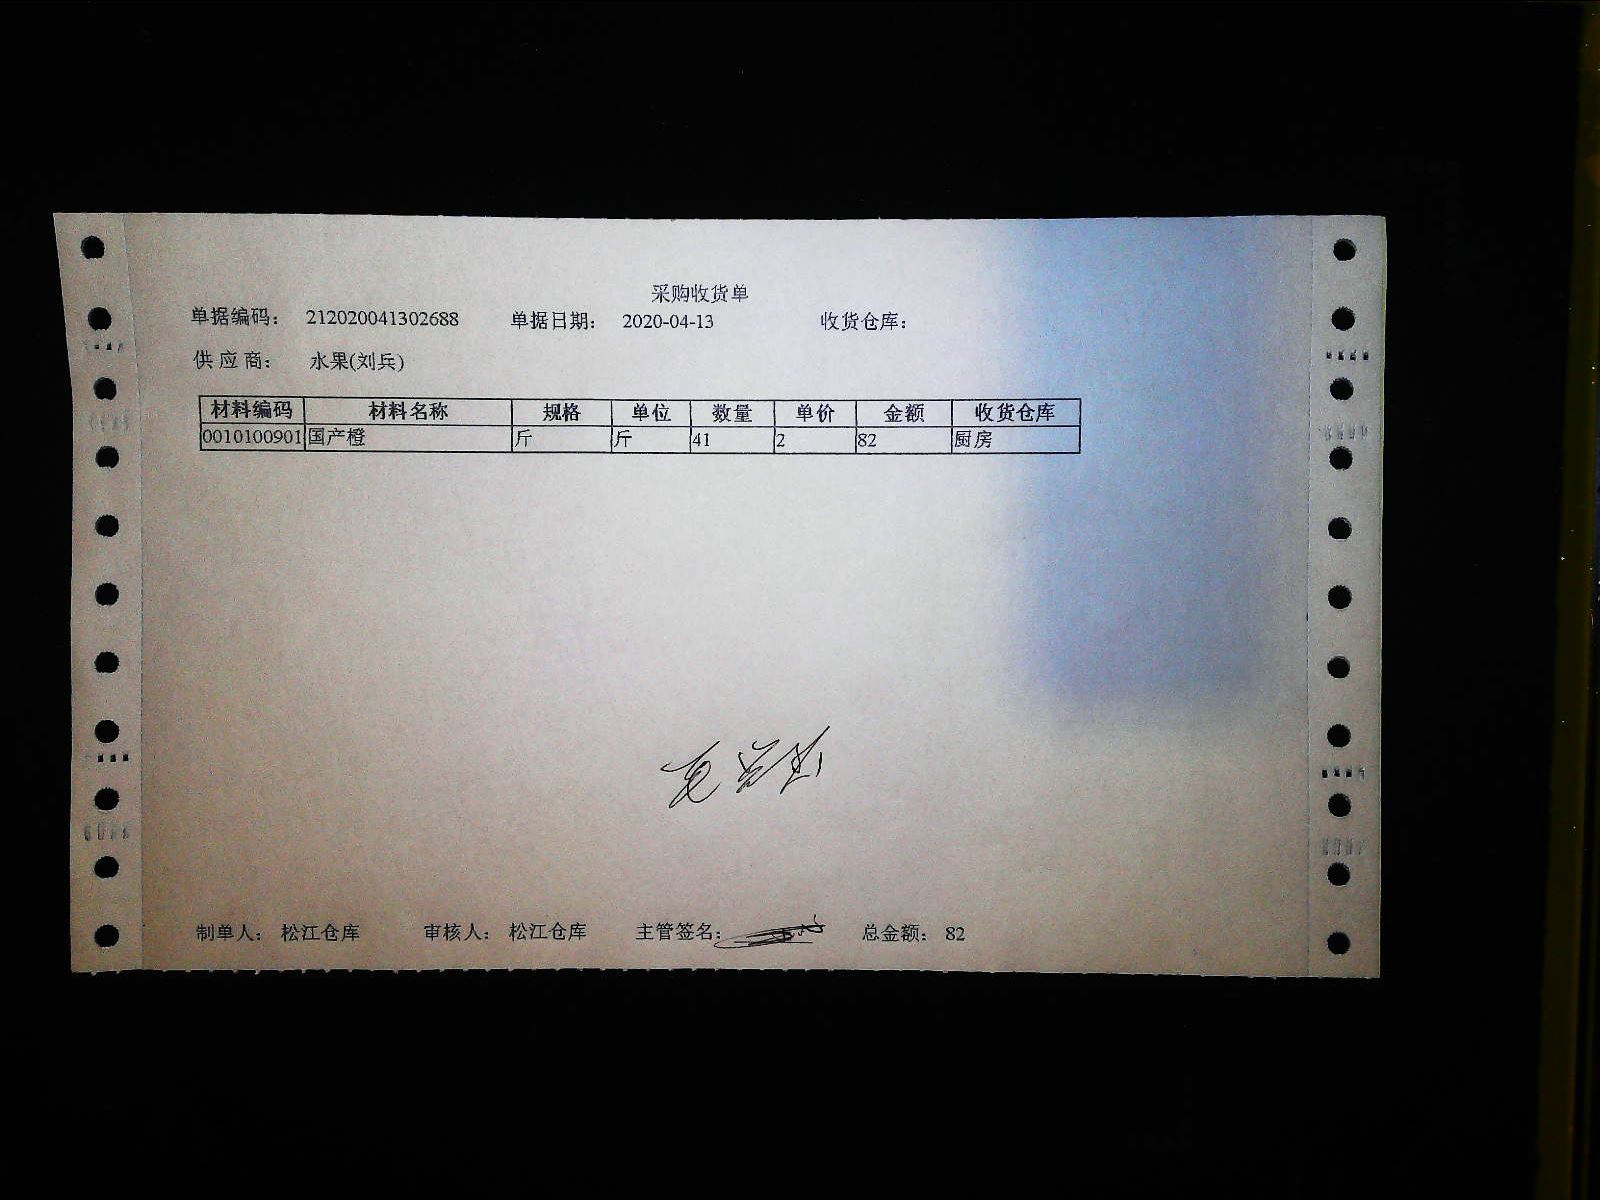 采购收货单
单据编码： 212020041302688 单据日期： 2020-04-13 收货仓库：
供 应 商： 水果(刘兵)
材料编码 材料名称 规格 单位 数量 单价 金额 收货仓库
0010100901 国产橙 斤 斤 41 2 82 厨房
制单人： 松江仓库 审核人： 松江仓库 主管签名： 总金额： 82